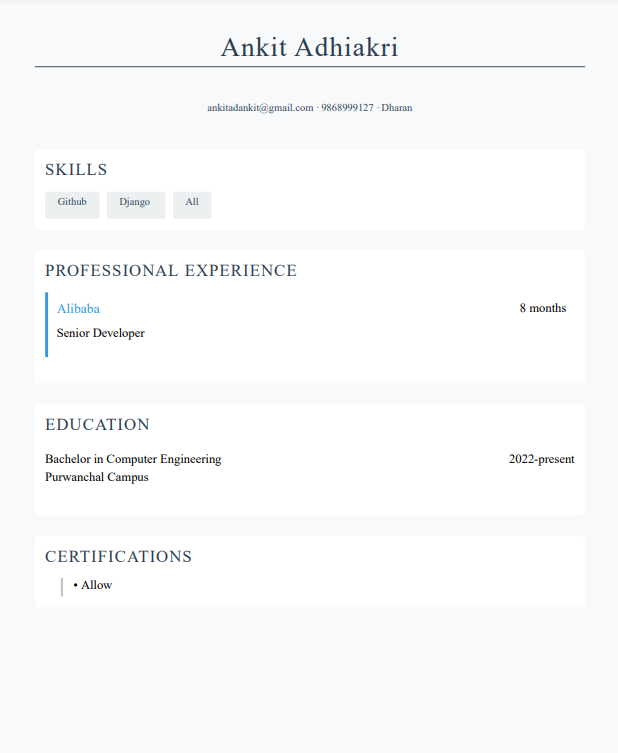 Ankit Adhiakri
ankitadankit@gmail.com · 9868999127 · Dharan
SKILLS
Github Django All
PROFESSIONAL EXPERIENCE
Alibaba 8 months
Senior Developer
EDUCATION
Bachelor in Computer Engineering 2022-present
Purwanchal Campus
CERTIFICATIONS
• Allow